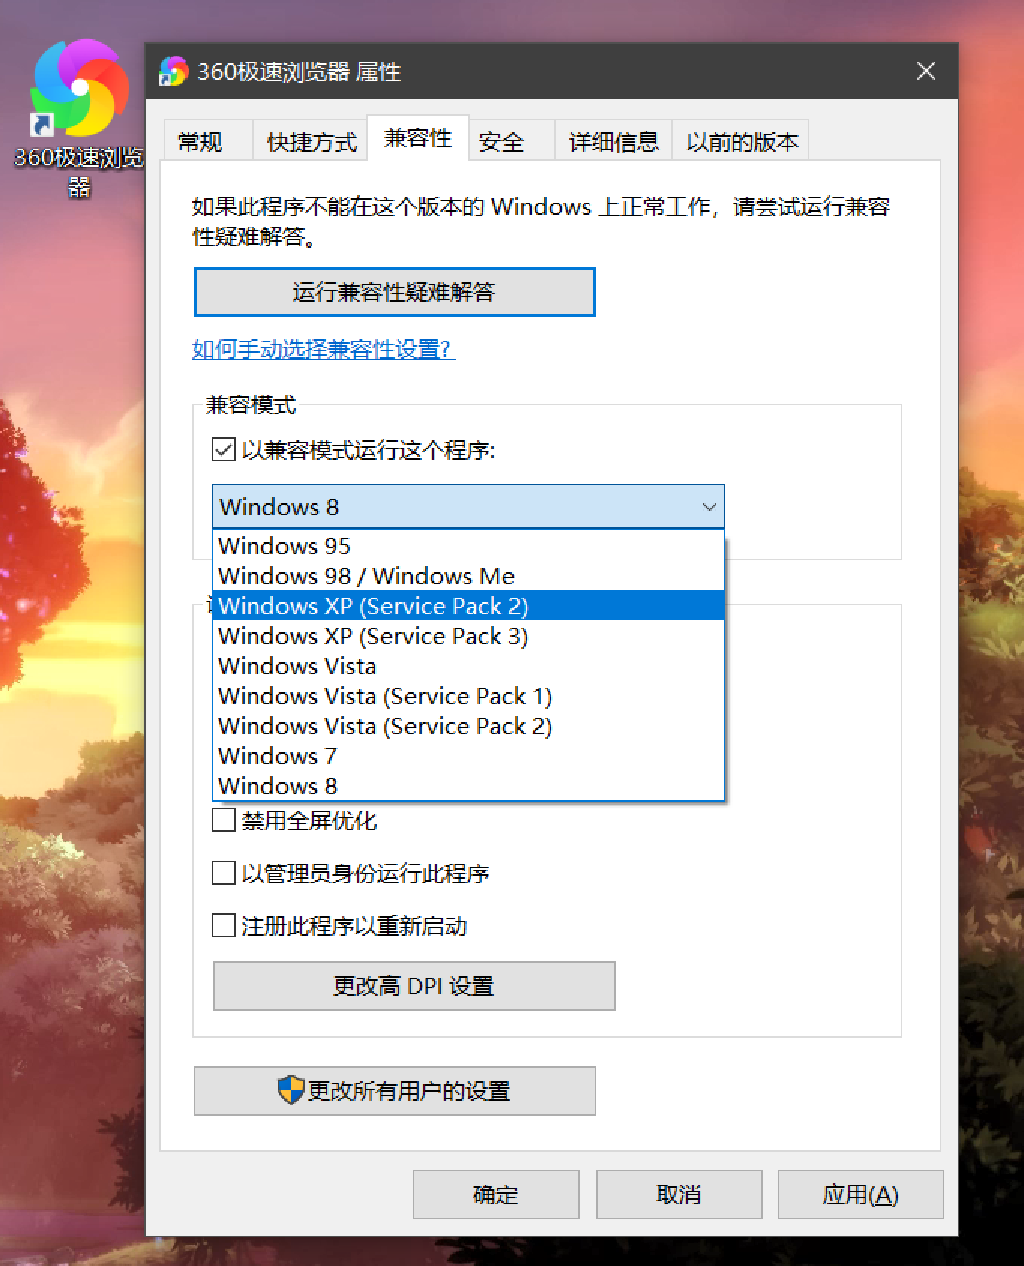 360极速浏览
器
360极速浏览器 属性
常规
快捷方式
兼容性
安全
详细信息
以前的版本
如果此程序不能在这个版本的 Windows 上正常工作，请尝试运行兼容
性疑难解答。
运行兼容性疑难解答
如何手动选择兼容性设置?
兼容模式
以兼容模式运行这个程序:
Windows 8
Windows 95
Windows 98 / Windows Me
Windows XP (Service Pack 2)
Windows XP (Service Pack 3)
Windows Vista
Windows Vista (Service Pack 1)
Windows Vista (Service Pack 2)
Windows 7
Windows 8
禁用全屏优化
以管理员身份运行此程序
注册此程序以重新启动
更改高 DPI 设置
更改所有用户的设置
确定
取消
应用(A)